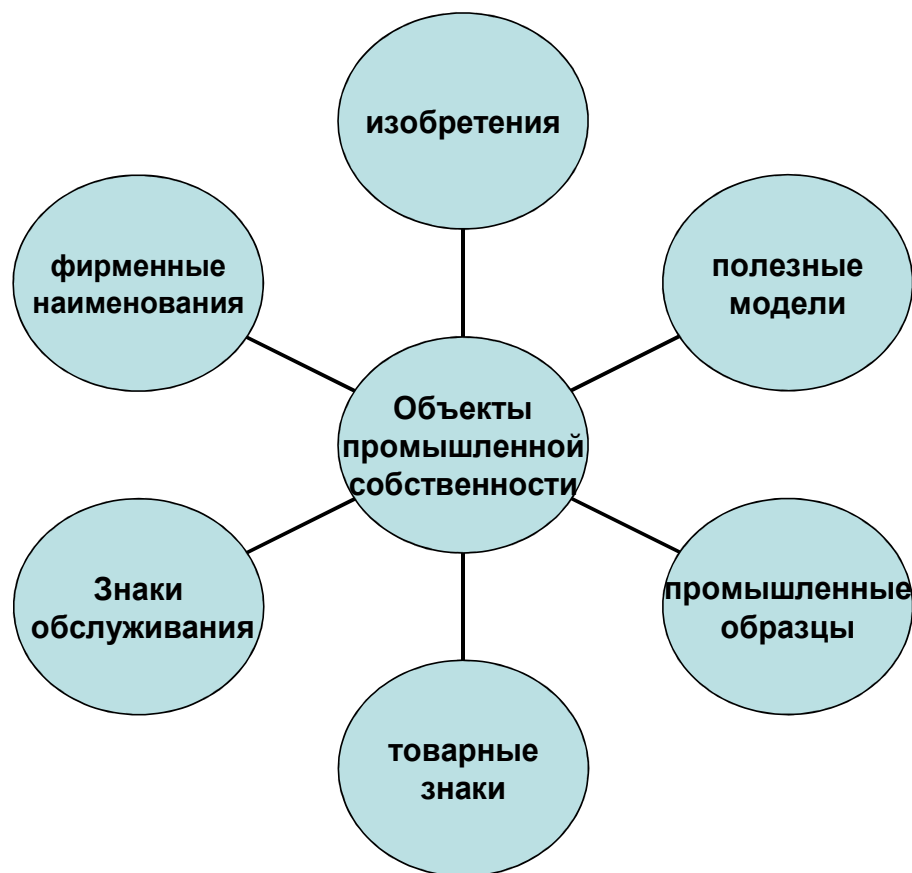 изобретения
фирменные
наименования
полезные
модели
Объекты
промышленной
собственности
Знаки
обслуживания
промышленные
образцы
товарные
знаки